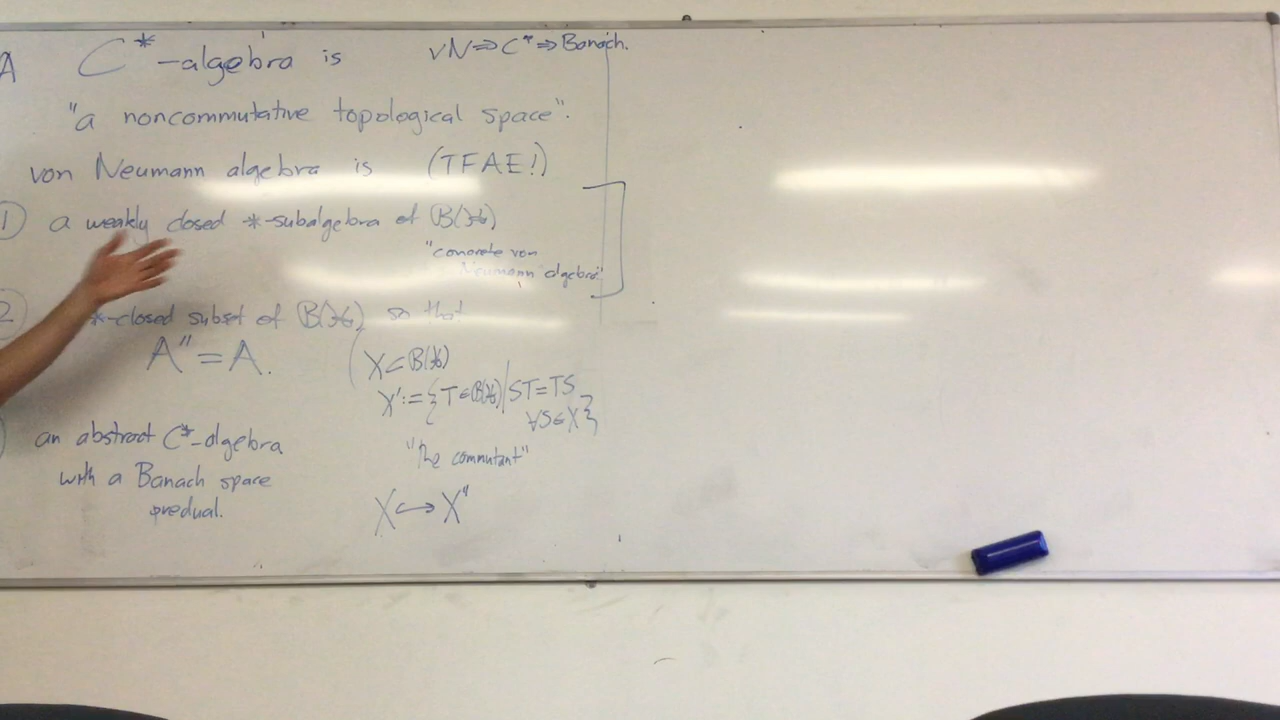 A C*-algebra is
vN⇒C*⇒Banach.
"a noncommutative topological space".
von Neumann algebra is (TFAE!)
① a weakly closed *-subalgebra of B(ℋ)
"concrete von
Neumann algebra"
2 *-closed subset of B(ℋ) so that
A'' = A.
(X⊂B(ℋ)
X' := {T∈B(ℋ)|ST=TS
∀S∈X}
"the commutant"
X↪X''
an abstract C*-algebra
with a Banach space
predual.